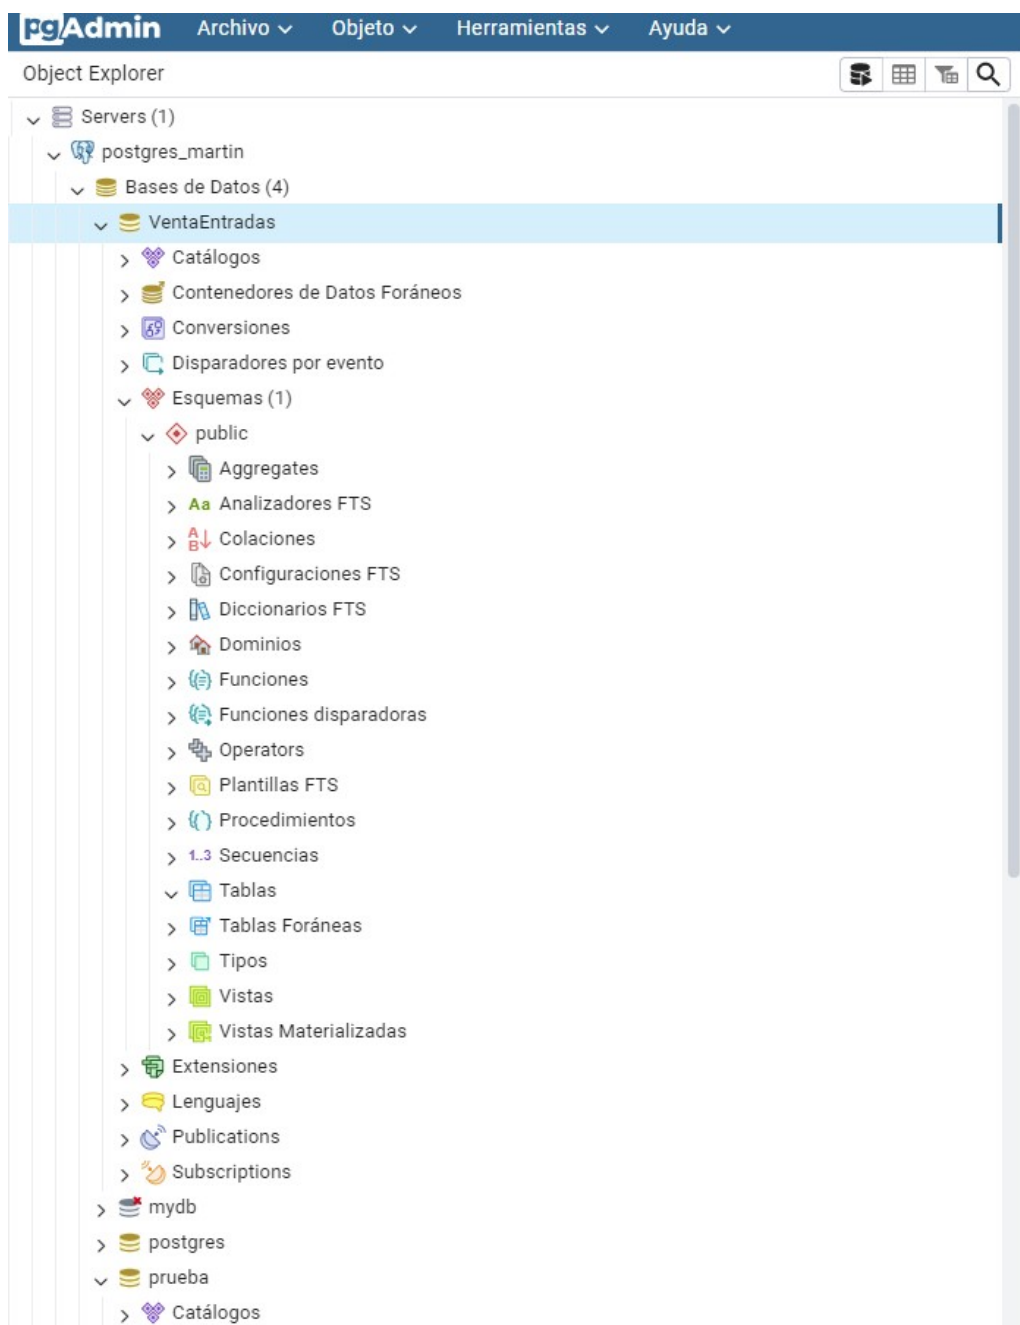 pgAdmin Archivo Objeto Herramientas Ayuda
Object Explorer
Servers (1)
postgres_martin
Bases de Datos (4)
VentaEntradas
Catálogos
Contenedores de Datos Foráneos
Conversiones
Disparadores por evento
Esquemas (1)
public
Aggregates
Aa Analizadores FTS
AB Colaciones
Configuraciones FTS
Diccionarios FTS
Dominios
Funciones
Funciones disparadoras
Operators
Plantillas FTS
Procedimientos
1..3 Secuencias
Tablas
Tablas Foráneas
Tipos
Vistas
Vistas Materializadas
Extensiones
Lenguajes
Publications
Subscriptions
mydb
postgres
prueba
Catálogos